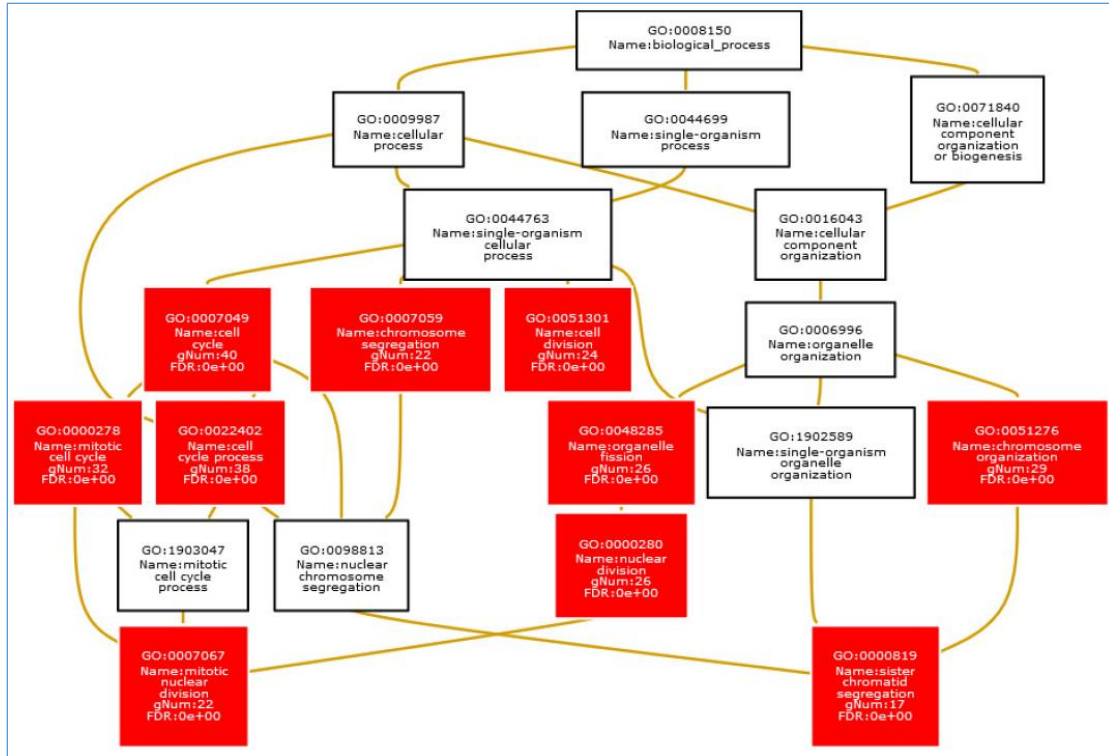 GO:0008150
Name:biological_process
GO:0009987
Name:cellular
process
GO:0044699
Name:single-organism
process
GO:0071840
Name:cellular
component
organization
or biogenesis
GO:0044763
Name:single-organism
cellular
process
GO:0016043
Name:cellular
component
organization
GO:0007049
Name:cell
cycle
gNum:40
FDR:0e+00
GO:0007059
Name:chromosome
segregation
gNum:22
FDR:0e+00
GO:0051301
Name:cell
division
gNum:24
FDR:0e+00
GO:0006996
Name:organelle
organization
GO:0000278
Name:mitotic
cell cycle
gNum:32
FDR:0e+00
GO:0022402
Name:cell
cycle process
gNum:38
FDR:0e+00
GO:0048285
Name:organelle
fission
gNum:26
FDR:0e+00
GO:1902589
Name:single-organism
organelle
organization
GO:0051276
Name:chromosome
organization
gNum:29
FDR:0e+00
GO:1903047
Name:mitotic
cell cycle
process
GO:0098813
Name:nuclear
chromosome
segregation
GO:0000280
Name:nuclear
division
gNum:26
FDR:0e+00
GO:0007067
Name:mitotic
nuclear
division
gNum:22
FDR:0e+00
GO:0000819
Name:sister
chromatid
segregation
gNum:17
FDR:0e+00